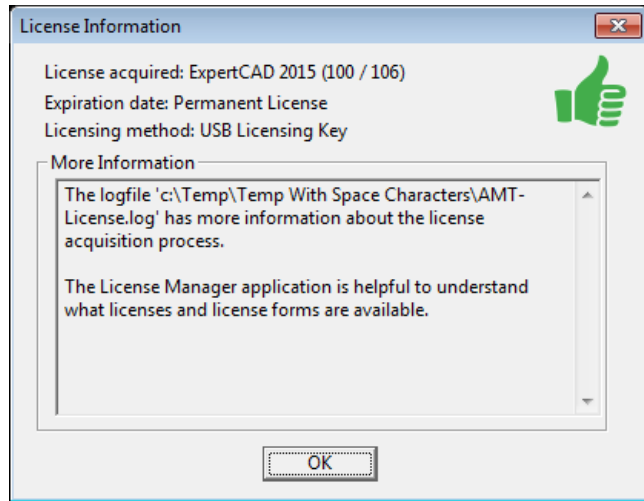 License Information
License acquired: ExpertCAD 2015 (100 / 106)
Expiration date: Permanent License
Licensing method: USB Licensing Key
More Information
The logfile 'c:\Temp\Temp With Space Characters\AMT-
License.log' has more information about the license
acquisition process.
The License Manager application is helpful to understand
what licenses and license forms are available.
OK